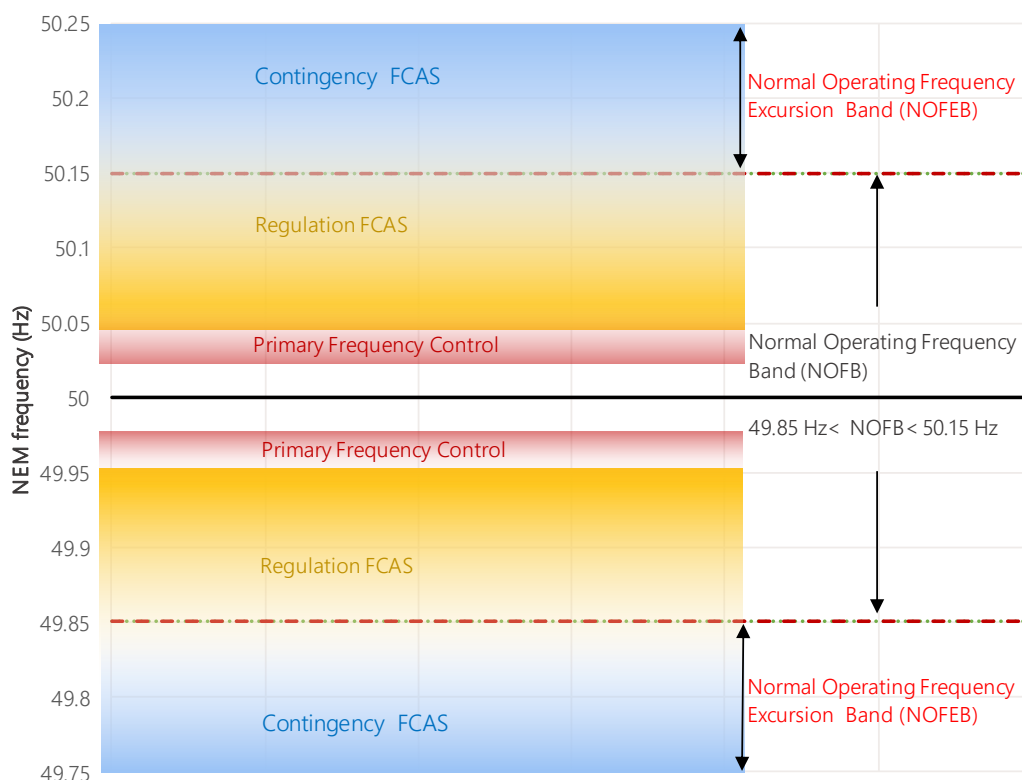 50.25
Contingency FCAS
Normal Operating Frequency
Excursion Band (NOFEB)
50.2
50.15
Regulation FCAS
50.1
50.05
Primary Frequency Control
Normal Operating Frequency
Band (NOFB)
NEM frequency (Hz)
50
49.85 Hz< NOFB< 50.15 Hz
Primary Frequency Control
49.95
Regulation FCAS
49.9
49.85
Normal Operating Frequency
Excursion Band (NOFEB)
49.8
Contingency FCAS
49.75